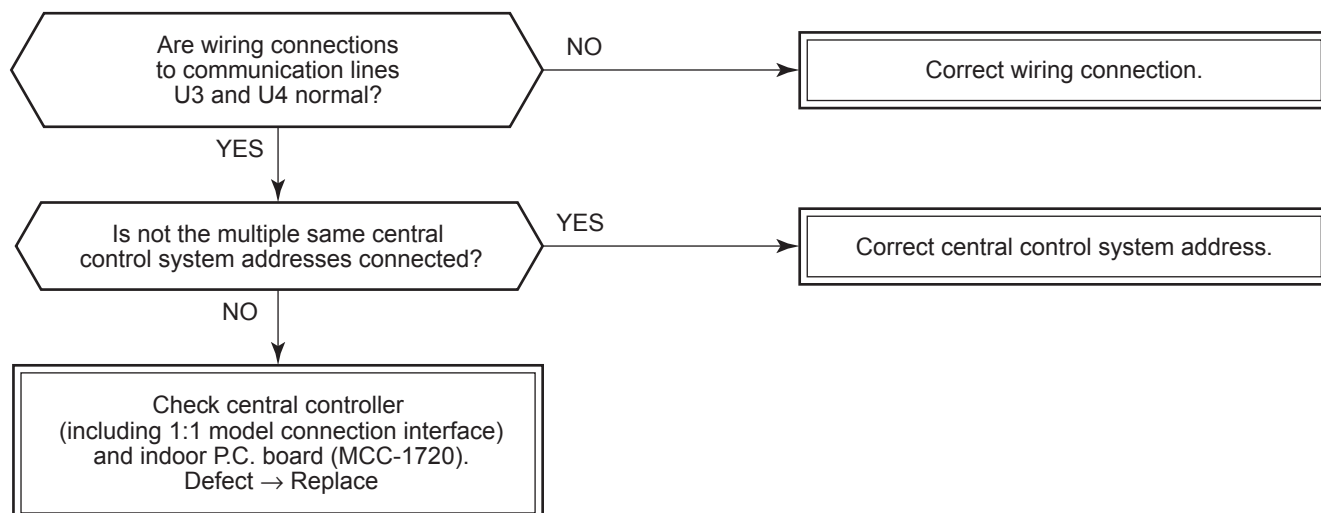 Are wiring connections
to communication lines
U3 and U4 normal?
NO
Correct wiring connection.
YES
Is not the multiple same central
control system addresses connected?
YES
Correct central control system address.
NO
Check central controller
(including 1:1 model connection interface)
and indoor P.C. board (MCC-1720).
Defect → Replace